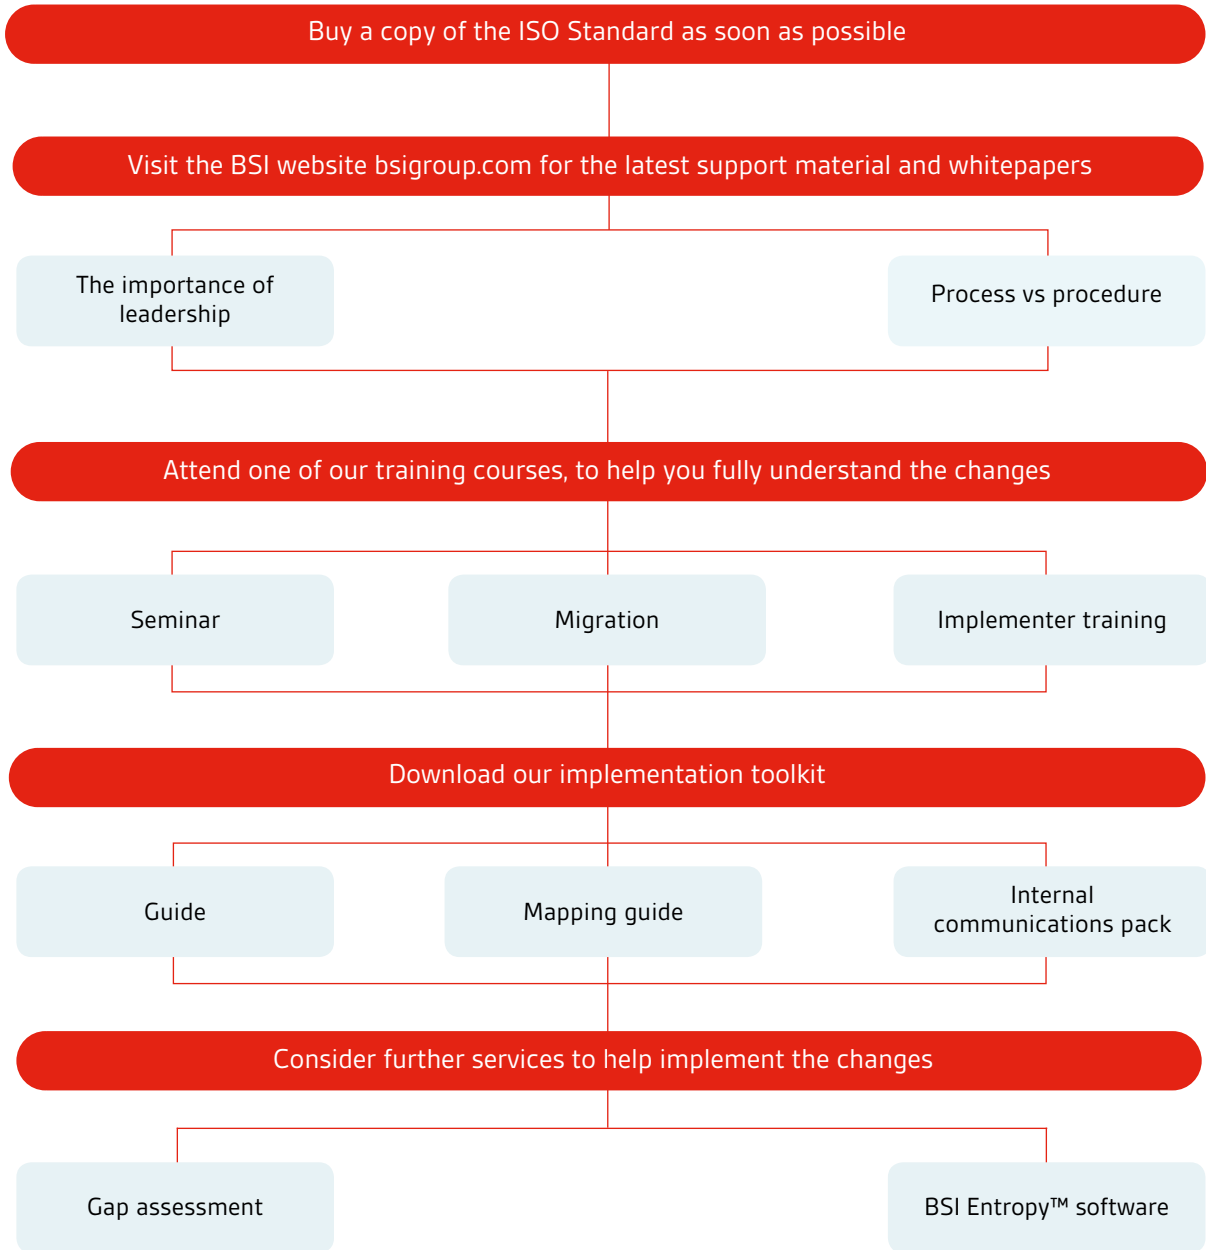 Buy a copy of the ISO Standard as soon as possible
Visit the BSI website bsigroup.com for the latest support material and whitepapers
The importance of
leadership
Process vs procedure
Attend one of our training courses, to help you fully understand the changes
Seminar
Migration
Implementer training
Download our implementation toolkit
Guide
Mapping guide
Internal
communications pack
Consider further services to help implement the changes
Gap assessment
BSI Entropy™ software